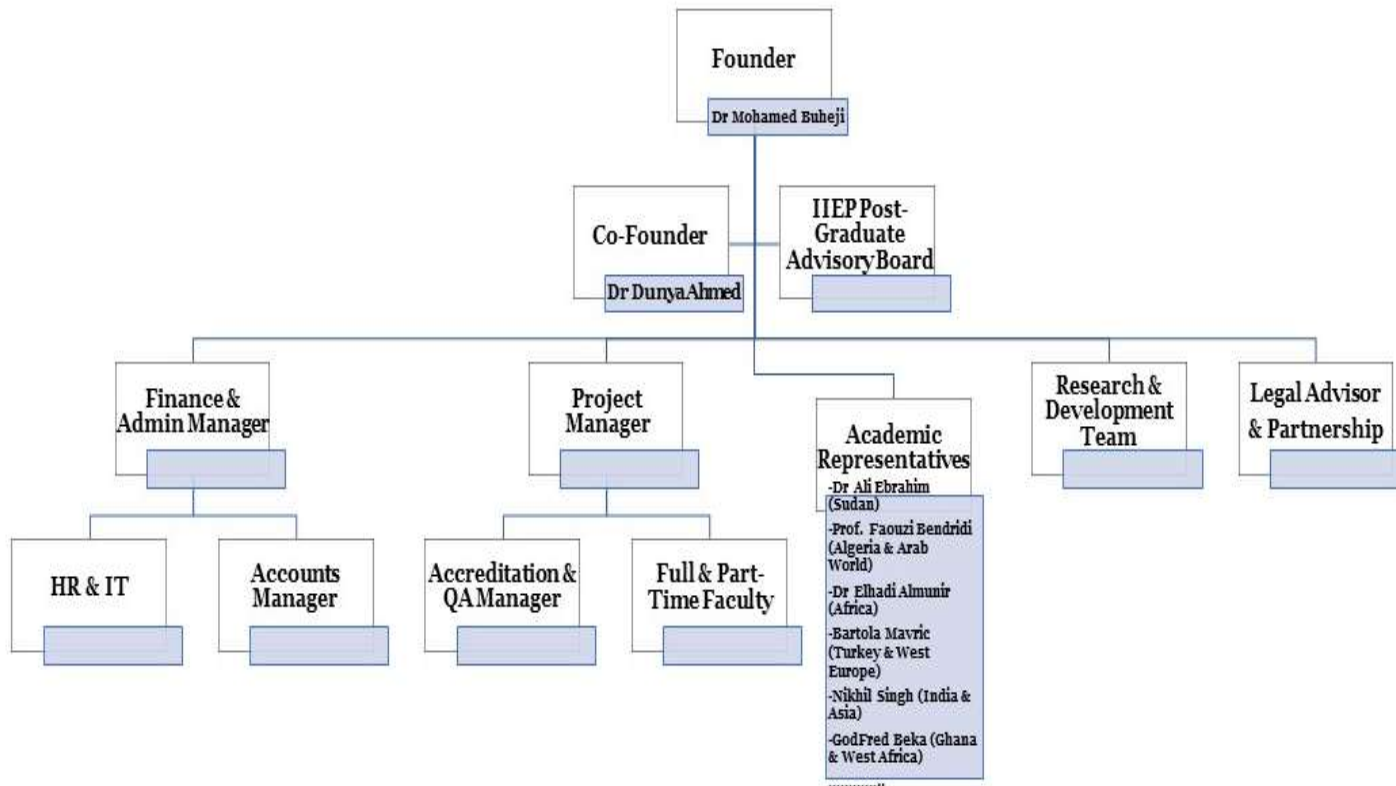 Founder
Dr Mohamed Buheji
Co-Founder
Dr Dunya Ahmed
IIEP Post-
Graduate
Advisory Board
Finance &
Admin Manager
Project
Manager
Academic
Representatives
-Dr Ali Ebrahim
(Sudan)
-Prof. Faouzi Bendridi
(Algeria & Arab
World)
-Dr Elhadi Almunir
(Africa)
-Bartola Mavric
(Turkey & West
Europe)
-Nikhil Singh (India &
Asia)
-GodFred Beka (Ghana
& West Africa)
Research &
Development
Team
Legal Advisor
& Partnership
HR & IT
Accounts
Manager
Accreditation &
QA Manager
Full & Part-
Time Faculty